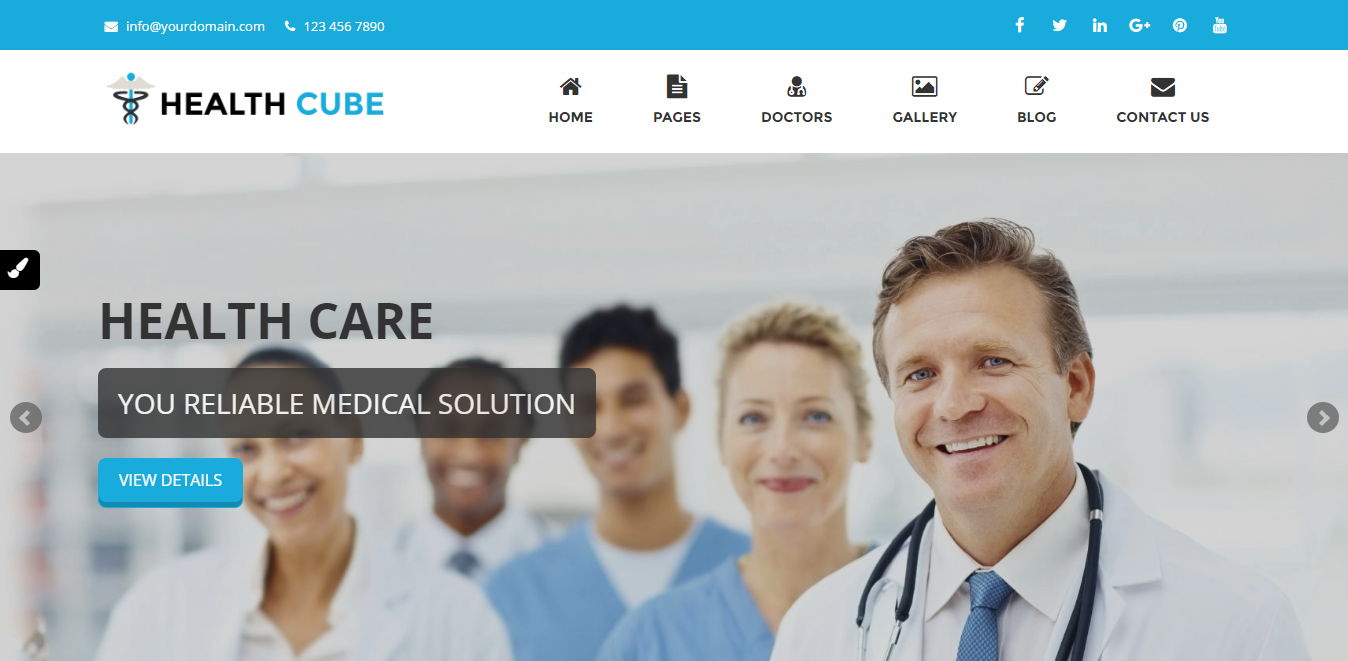 info@yourdomain.com 123 456 7890
HEALTH CUBE
HOME PAGES DOCTORS GALLERY BLOG CONTACT US
HEALTH CARE
YOU RELIABLE MEDICAL SOLUTION
VIEW DETAILS